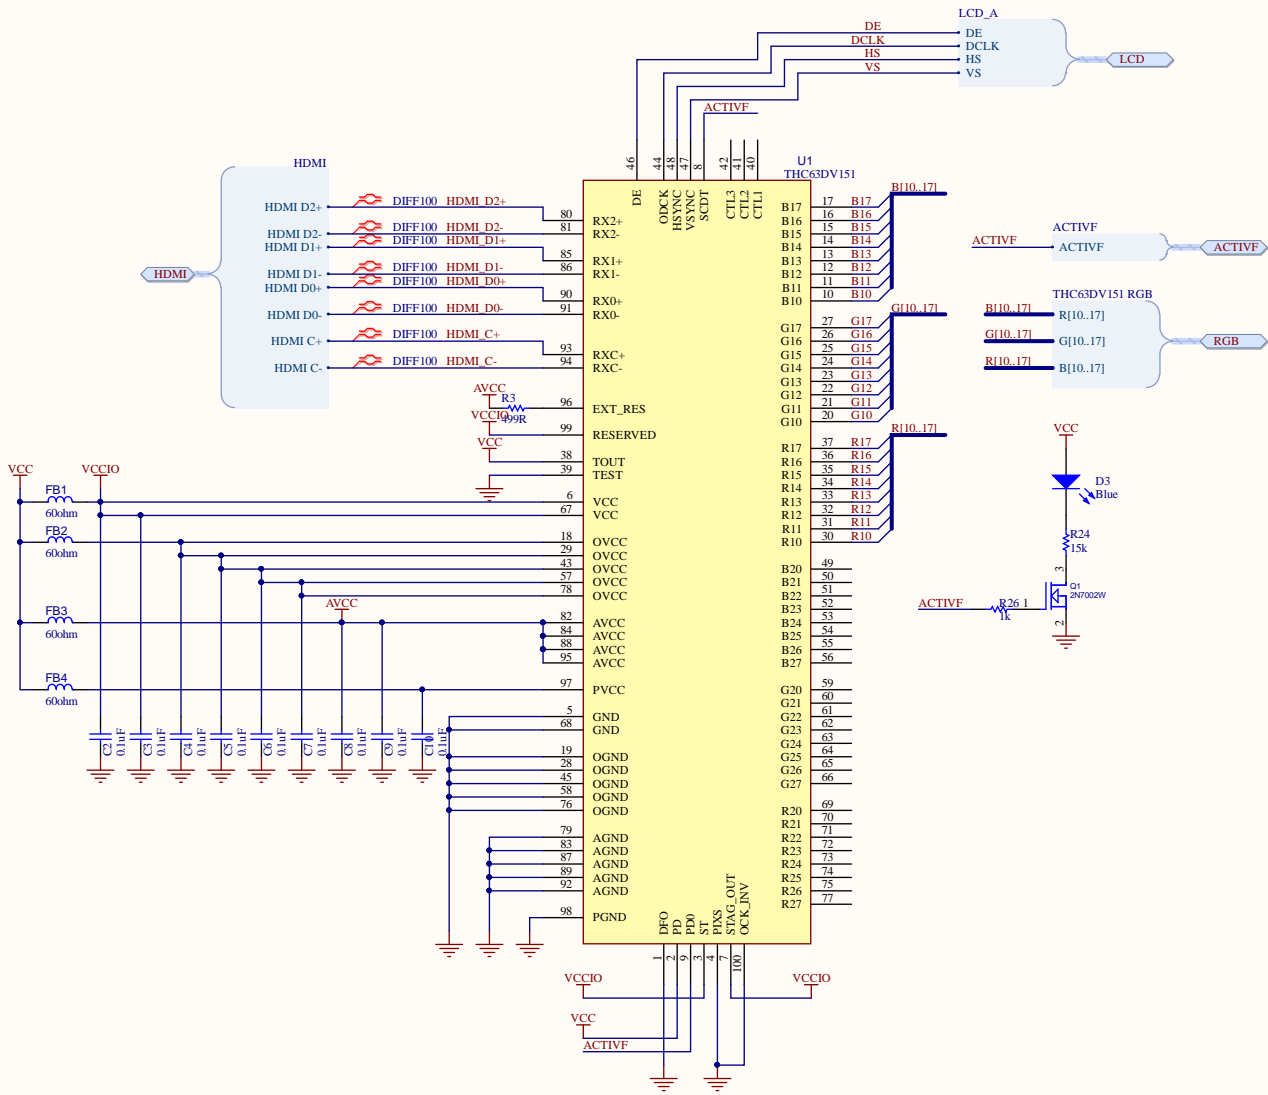 LCD_A
DE DE
DCLK DCLK
HS HS LCD
VS VS
ACTIVF
46 44 48 47 8 42 41 40
U1
THC63DV151
DE ODCK HSYNC VSYNC SCDT CTL3 CTL2 CTL1
HDMI
HDMI
HDMI D2+ DIFF100 HDMI_D2+
HDMI D2- DIFF100 HDMI_D2-
HDMI D1+ DIFF100 HDMI_D1+
HDMI D1- DIFF100 HDMI_D1-
HDMI D0+ DIFF100 HDMI_D0+
HDMI D0- DIFF100 HDMI_D0-
HDMI C+ DIFF100 HDMI_C+
HDMI C- DIFF100 HDMI_C-
80 RX2+
81 RX2-
85 RX1+
86 RX1-
90 RX0+
91 RX0-
93 RXC+
94 RXC-
AVCC
R3
499R
96 EXT_RES
VCCIO
99 RESERVED
VCC
38 TOUT
39 TEST
VCC VCCIO
FB1
60ohm
6 VCC
67 VCC
FB2
60ohm
18 OVCC
29 OVCC
43 OVCC
57 OVCC
78 OVCC
AVCC
FB3
60ohm
82 AVCC
84 AVCC
88 AVCC
95 AVCC
FB4
60ohm
97 PVCC
5 GND
68 GND
C2 0.1uF
C3 0.1uF
C4 0.1uF
C5 0.1uF
C6 0.1uF
C7 0.1uF
C8 0.1uF
C9 0.1uF
C10 0.1uF
19 OGND
28 OGND
45 OGND
58 OGND
76 OGND
79 AGND
83 AGND
87 AGND
89 AGND
92 AGND
98 PGND
B[10..17]
B17 17 B17
B16 16 B16
B15 15 B15
B14 14 B14
B13 13 B13
B12 12 B12
B11 11 B11
B10 10 B10
G[10..17]
G17 27 G17
G16 26 G16
G15 25 G15
G14 24 G14
G13 23 G13
G12 22 G12
G11 21 G11
G10 20 G10
R[10..17]
R17 37 R17
R16 36 R16
R15 35 R15
R14 34 R14
R13 33 R13
R12 32 R12
R11 31 R11
R10 30 R10
B20 49
B21 50
B22 51
B23 52
B24 53
B25 54
B26 55
B27 56
G20 59
G21 60
G22 61
G23 62
G24 63
G25 64
G26 65
G27 66
R20 69
R21 70
R22 71
R23 72
R24 73
R25 74
R26 75
R27 77
DFO PD PD0 ST PIXS STAG_OUT OCK_INV
1 2 9 3 4 7 100
VCCIO VCCIO
VCC
ACTIVF
ACTIVF
ACTIVF ACTIVF ACTIVF
THC63DV151 RGB
B[10..17] R[10..17]
G[10..17] G[10..17] RGB
R[10..17] B[10..17]
VCC
D3
Blue
R24
15k
3
Q1
2N7002W
ACTIVF R26 1
1k
2